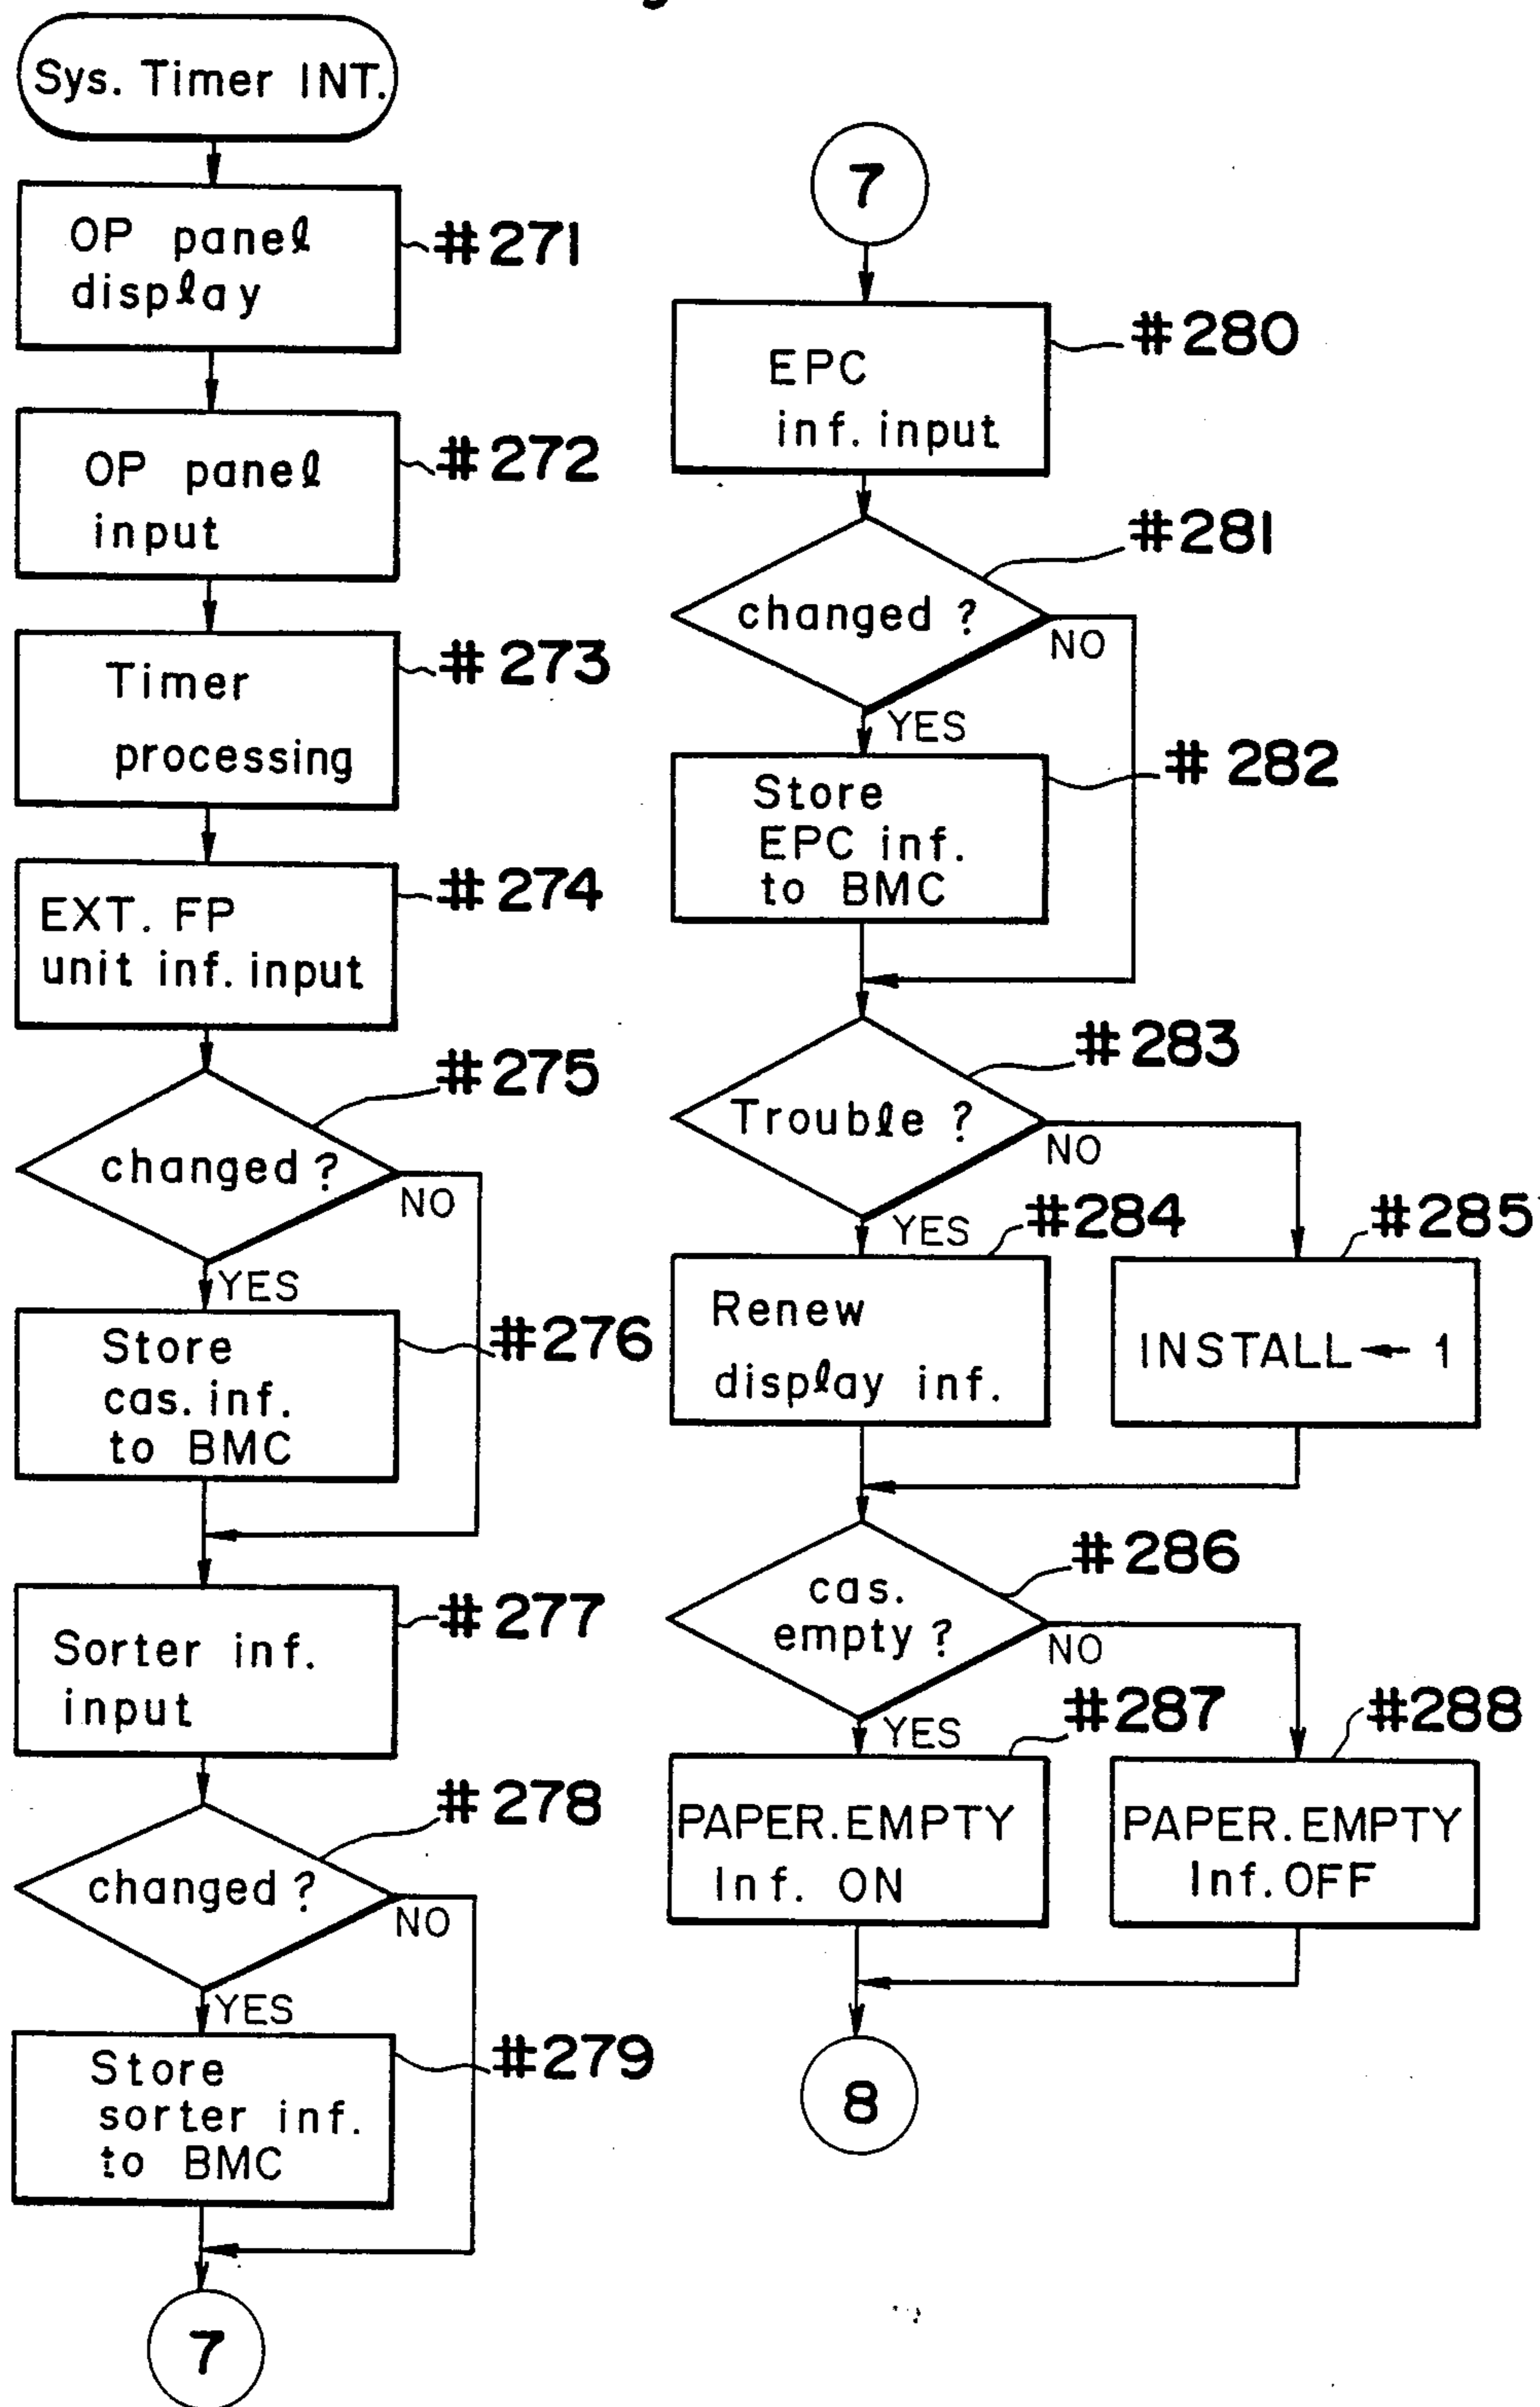 Sys. Timer INT.
OP panel
display
#271
OP panel
input
#272
Timer
processing
#273
EXT. FP
unit inf. input
#274
changed?
#275
NO
YES
Store
cas. inf.
to BMC
#276
Sorter inf.
input
#277
changed?
#278
NO
YES
Store
sorter inf.
to BMC
#279
7
7
EPC
inf. input
#280
changed?
#281
NO
YES
Store
EPC inf.
to BMC
#282
Trouble?
#283
NO
YES
Renew
display inf.
#284
INSTALL ← 1
#285
cas.
empty?
#286
NO
YES
PAPER.EMPTY
Inf. ON
#287
PAPER.EMPTY
Inf. OFF
#288
8